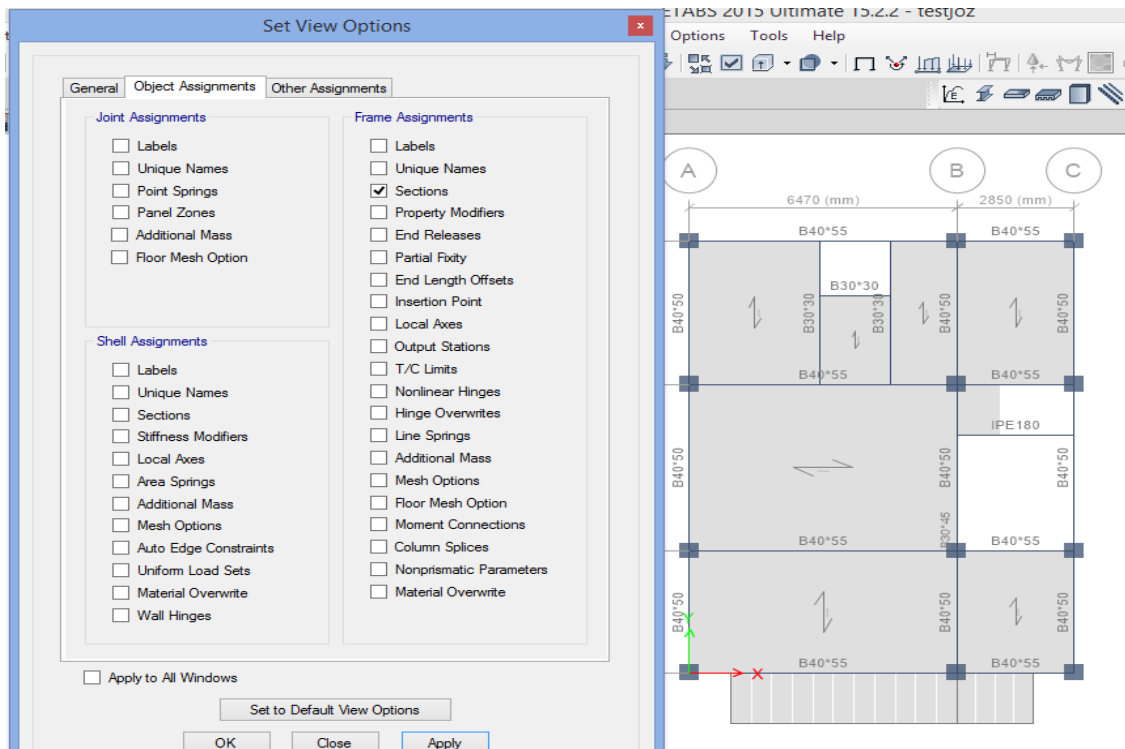 Set View Options
x
ETABS 2015 Ultimate 15.2.2 - testjoz
Options Tools Help
General Object Assignments Other Assignments
Joint Assignments
Labels
Unique Names
Point Springs
Panel Zones
Additional Mass
Floor Mesh Option
Shell Assignments
Labels
Unique Names
Sections
Stiffness Modifiers
Local Axes
Area Springs
Additional Mass
Mesh Options
Auto Edge Constraints
Uniform Load Sets
Material Overwrite
Wall Hinges
Frame Assignments
Labels
Unique Names
Sections
Property Modifiers
End Releases
Partial Fixity
End Length Offsets
Insertion Point
Local Axes
Output Stations
T/C Limits
Nonlinear Hinges
Hinge Overwrites
Line Springs
Additional Mass
Mesh Options
Floor Mesh Option
Moment Connections
Column Splices
Nonprismatic Parameters
Material Overwrite
Apply to All Windows
Set to Default View Options
OK Close Apply
E
A B C
6470 (mm) 2850 (mm)
B40*55 B40*55
B30*30
B40*50 B30*30 B30*30 B40*50 B40*50
B40*55 B40*55
IPE180
B40*50 B40*50 B40*50
B30*45
B40*55 B40*55
B40*50 B40*50 B40*50
Y
X
B40*55 B40*55